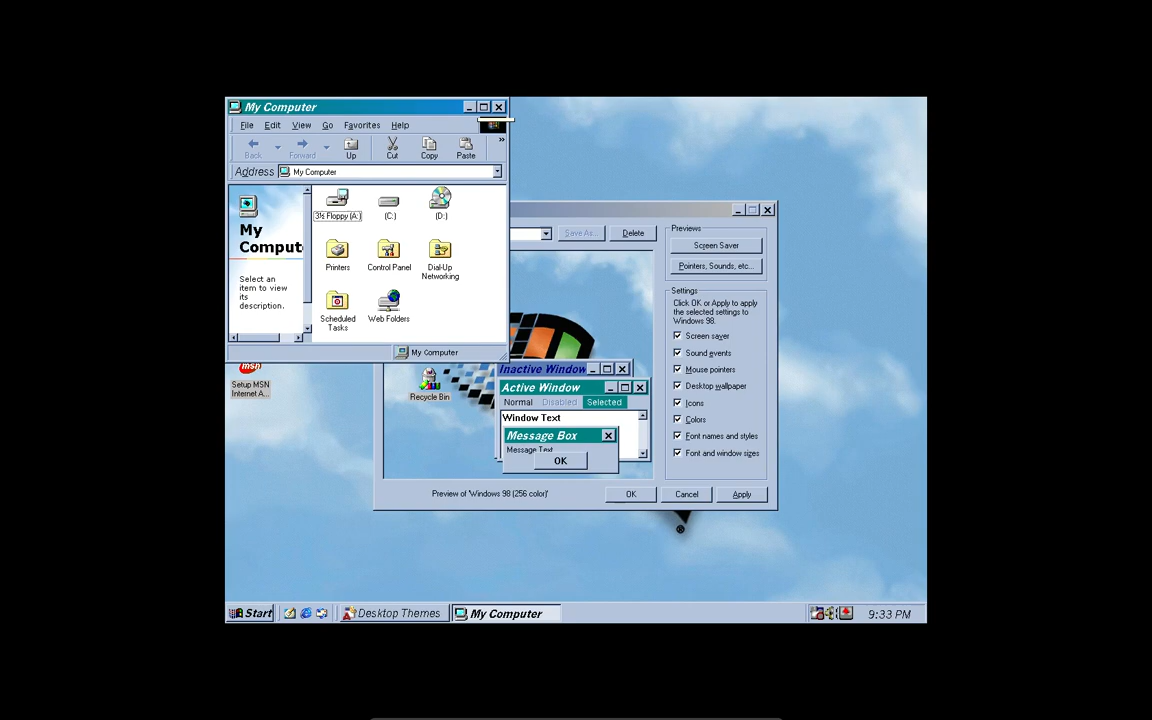 My Computer
File Edit View Go Favorites Help
Back Forward Up Cut Copy Paste »
Address My Computer
My
Comput
Select an
item to view
its
description.
3½ Floppy (A:) (C:) (D:)
Printers Control Panel Dial-Up
Networking
Scheduled
Tasks
Web Folders
My Computer
Save As... Delete
Previews
Screen Saver
Pointers, Sounds, etc...
Settings
Click OK or Apply to apply
the selected settings to
Windows 98.
Screen saver
Sound events
Mouse pointers
Desktop wallpaper
Icons
Colors
Font names and styles
Font and window sizes
msn
Setup MSN
Internet A...
Recycle Bin
Inactive Window
Active Window
Normal Disabled Selected
Window Text
Message Box
Message Text
OK
Preview of 'Windows 98 (256 color)'
OK Cancel Apply
Start Desktop Themes My Computer 9:33 PM